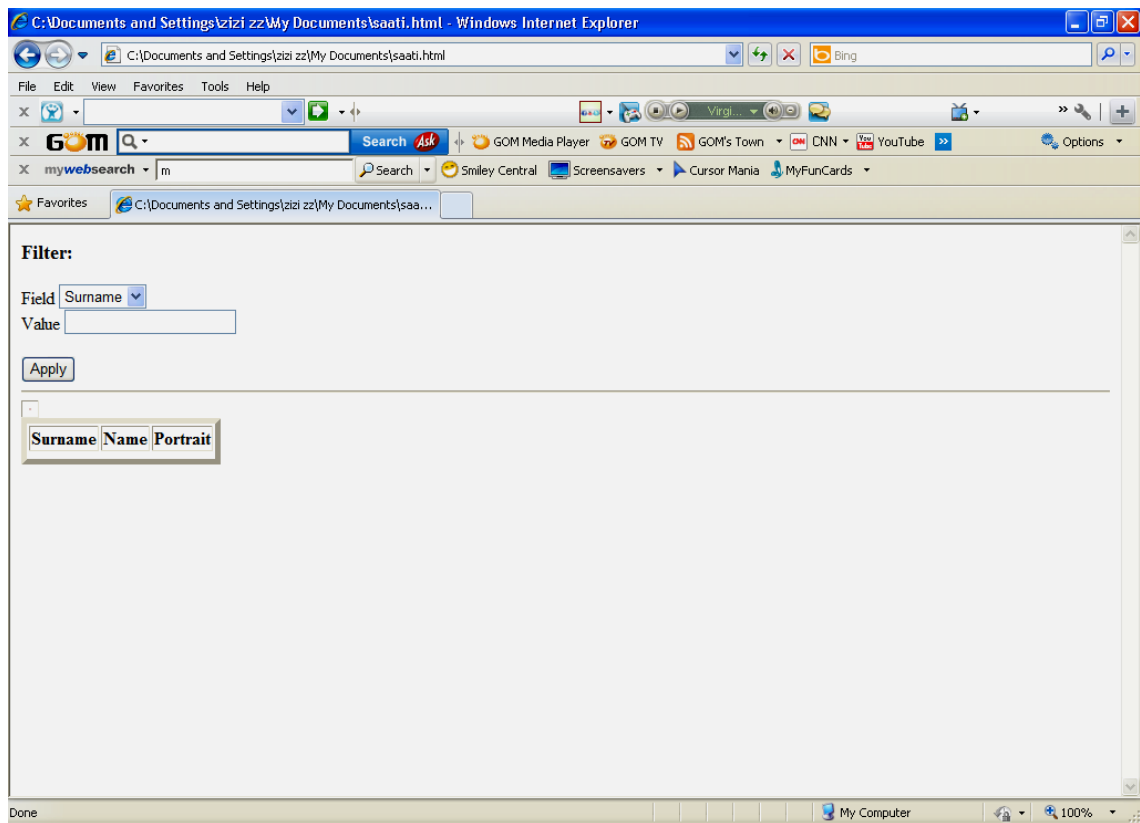 C:\Documents and Settings\zizi zz\My Documents\saati.html - Windows Internet Explorer
C:\Documents and Settings\zizi zz\My Documents\saati.html Bing
File Edit View Favorites Tools Help
x Virgi... »
x GOM Search Ask GOM Media Player GOM TV GOM's Town CNN YouTube » Options
x mywebsearch m Search Smiley Central Screensavers Cursor Mania MyFunCards
Favorites C:\Documents and Settings\zizi zz\My Documents\saa...
Filter:
Field Surname
Value
Apply
Surname Name Portrait
Done My Computer 100%